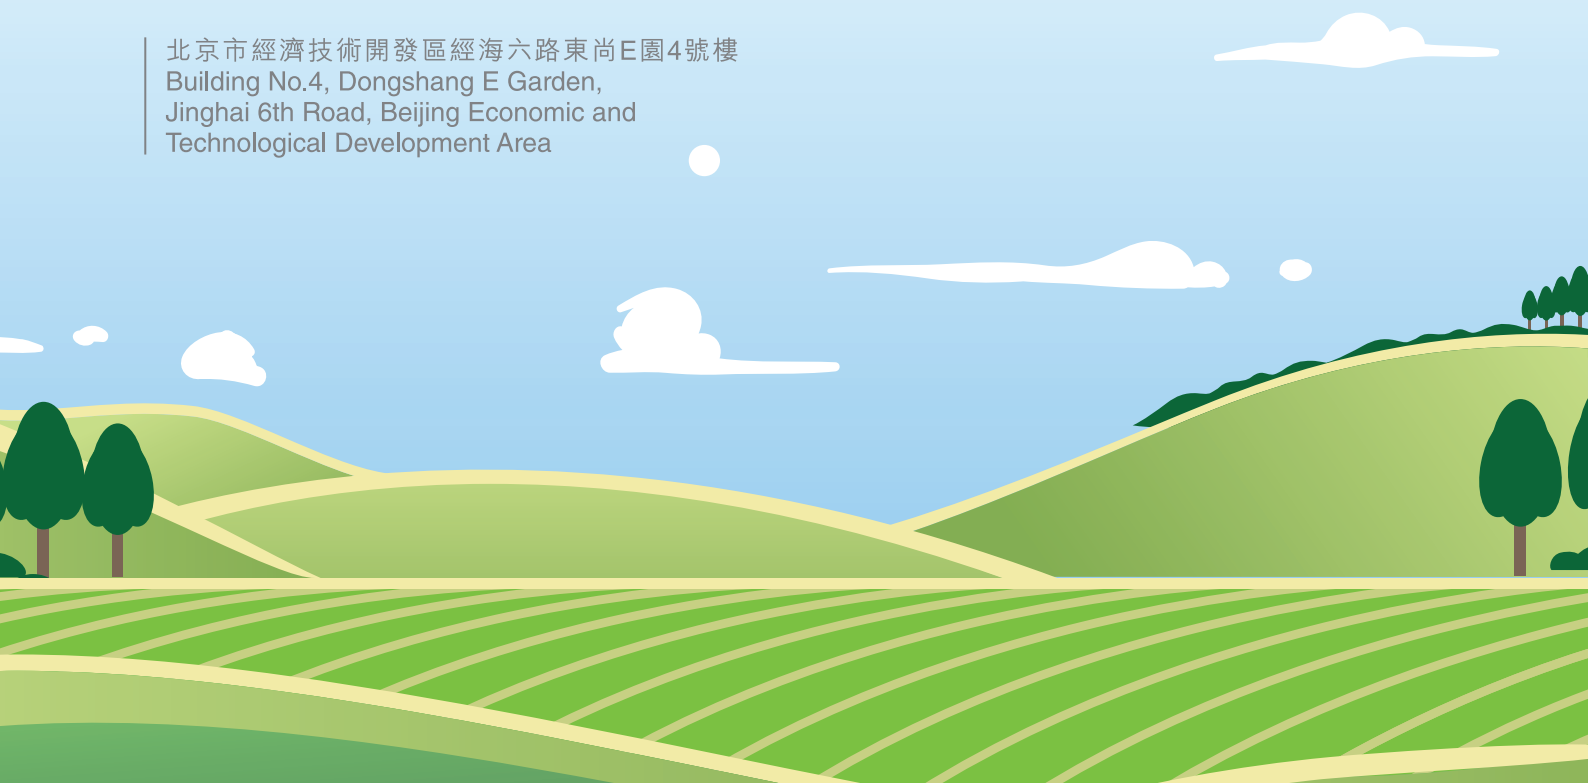 北京市經濟技術開發區經海六路東尚E園4號樓
Building No.4, Dongshang E Garden,
Jinghai 6th Road, Beijing Economic and
Technological Development Area